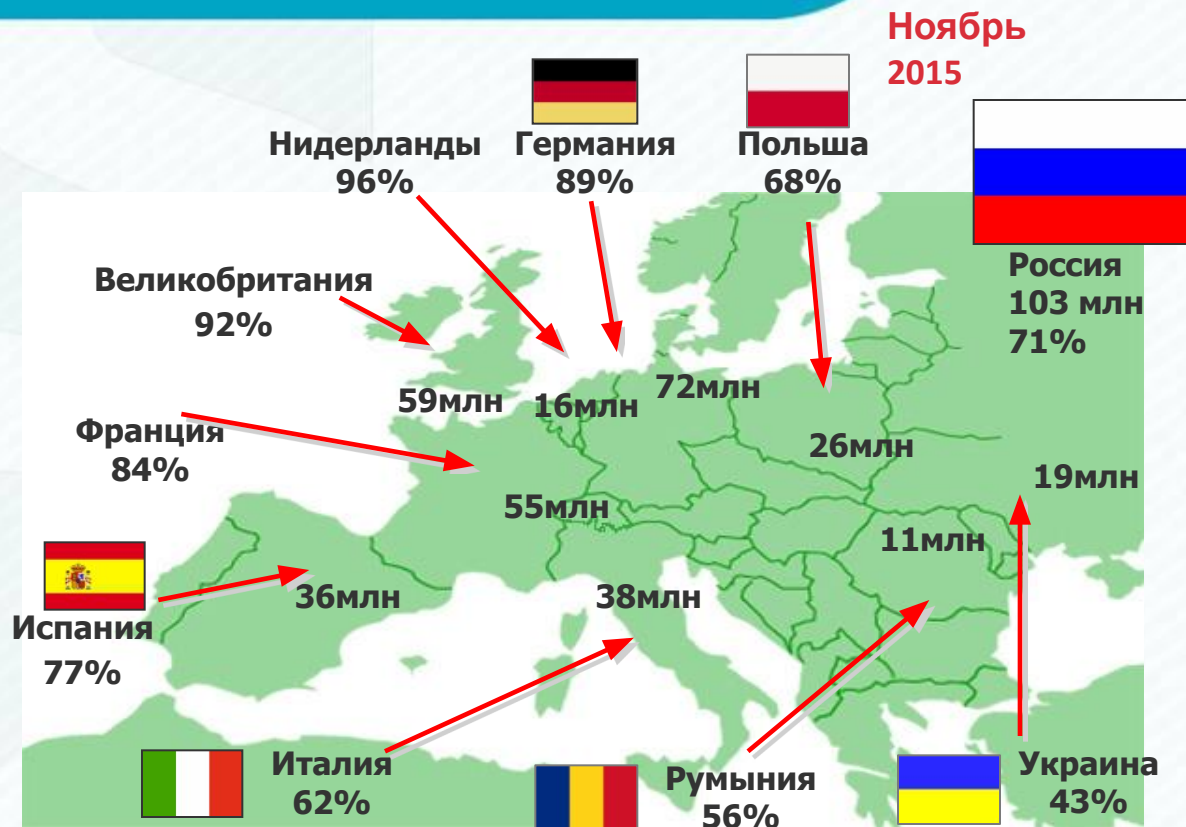 Ноябрь
2015
Нидерланды
96%
Германия
89%
Польша
68%
Россия
103 млн
71%
Великобритания
92%
59млн
16млн
72млн
Франция
84%
26млн
19млн
55млн
11млн
36млн
38млн
Испания
77%
Италия
62%
Румыния
56%
Украина
43%